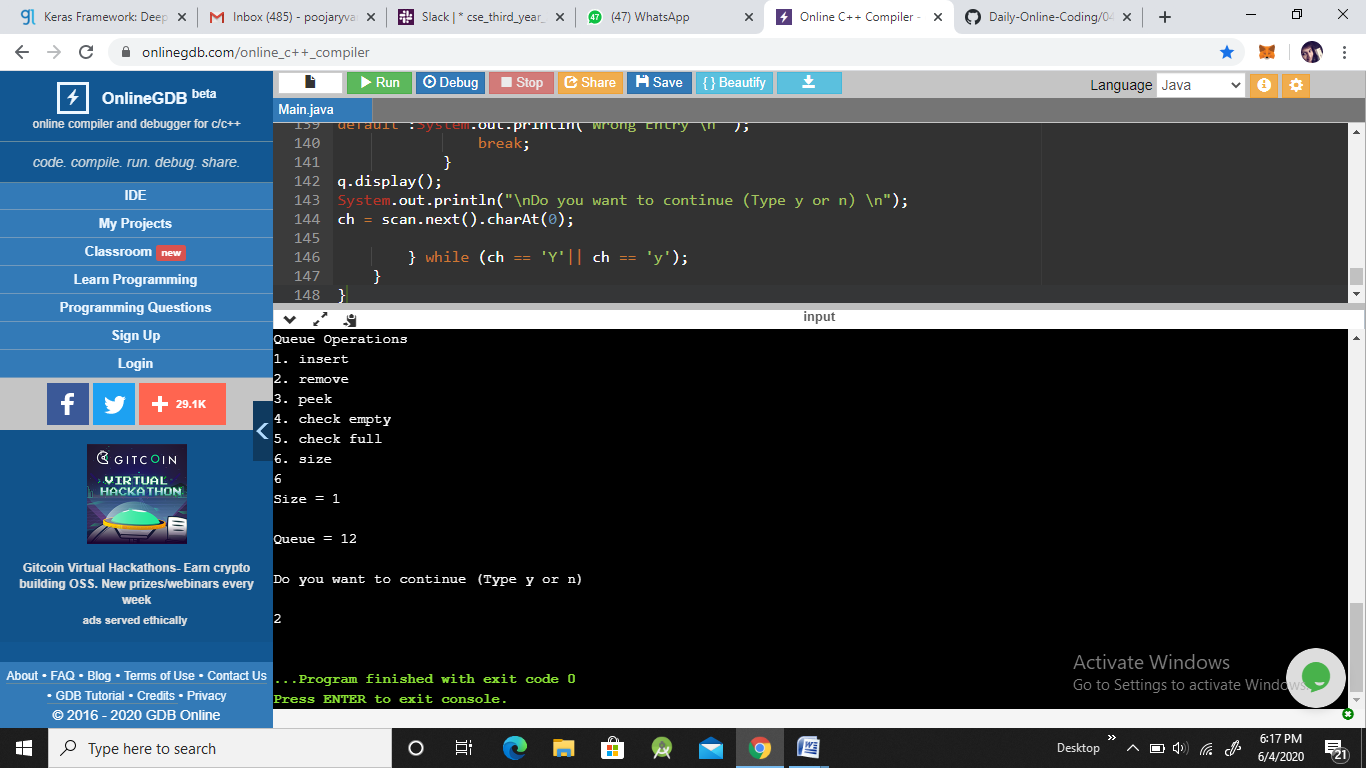 Keras Framework: Deep
Inbox (485) - poojaryva
Slack | * cse_third_year_
(47) WhatsApp
Online C++ Compiler -
Daily-Online-Coding/04
onlinegdb.com/online_c++_compiler
OnlineGDB beta
online compiler and debugger for c/c++
code. compile. run. debug. share.
IDE
My Projects
Classroom new
Learn Programming
Programming Questions
Sign Up
Login
29.1K
GITCOIN
VIRTUAL
HACKATHON
Gitcoin Virtual Hackathons- Earn crypto
building OSS. New prizes/webinars every
week
ads served ethically
About • FAQ • Blog • Terms of Use • Contact Us
• GDB Tutorial • Credits • Privacy
© 2016 - 2020 GDB Online
Run Debug Stop Share Save { } Beautify
Language Java
Main.java
139 default :System.out.println("Wrong Entry \n ");
140 break;
141 }
142 q.display();
143 System.out.println("\nDo you want to continue (Type y or n) \n");
144 ch = scan.next().charAt(0);
145
146 } while (ch == 'Y'|| ch == 'y');
147 }
148 }
input
Queue Operations
1. insert
2. remove
3. peek
4. check empty
5. check full
6. size
6
Size = 1
Queue = 12
Do you want to continue (Type y or n)
2
...Program finished with exit code 0
Press ENTER to exit console.
Activate Windows
Go to Settings to activate Windows.
Type here to search
Desktop
6:17 PM
6/4/2020
21